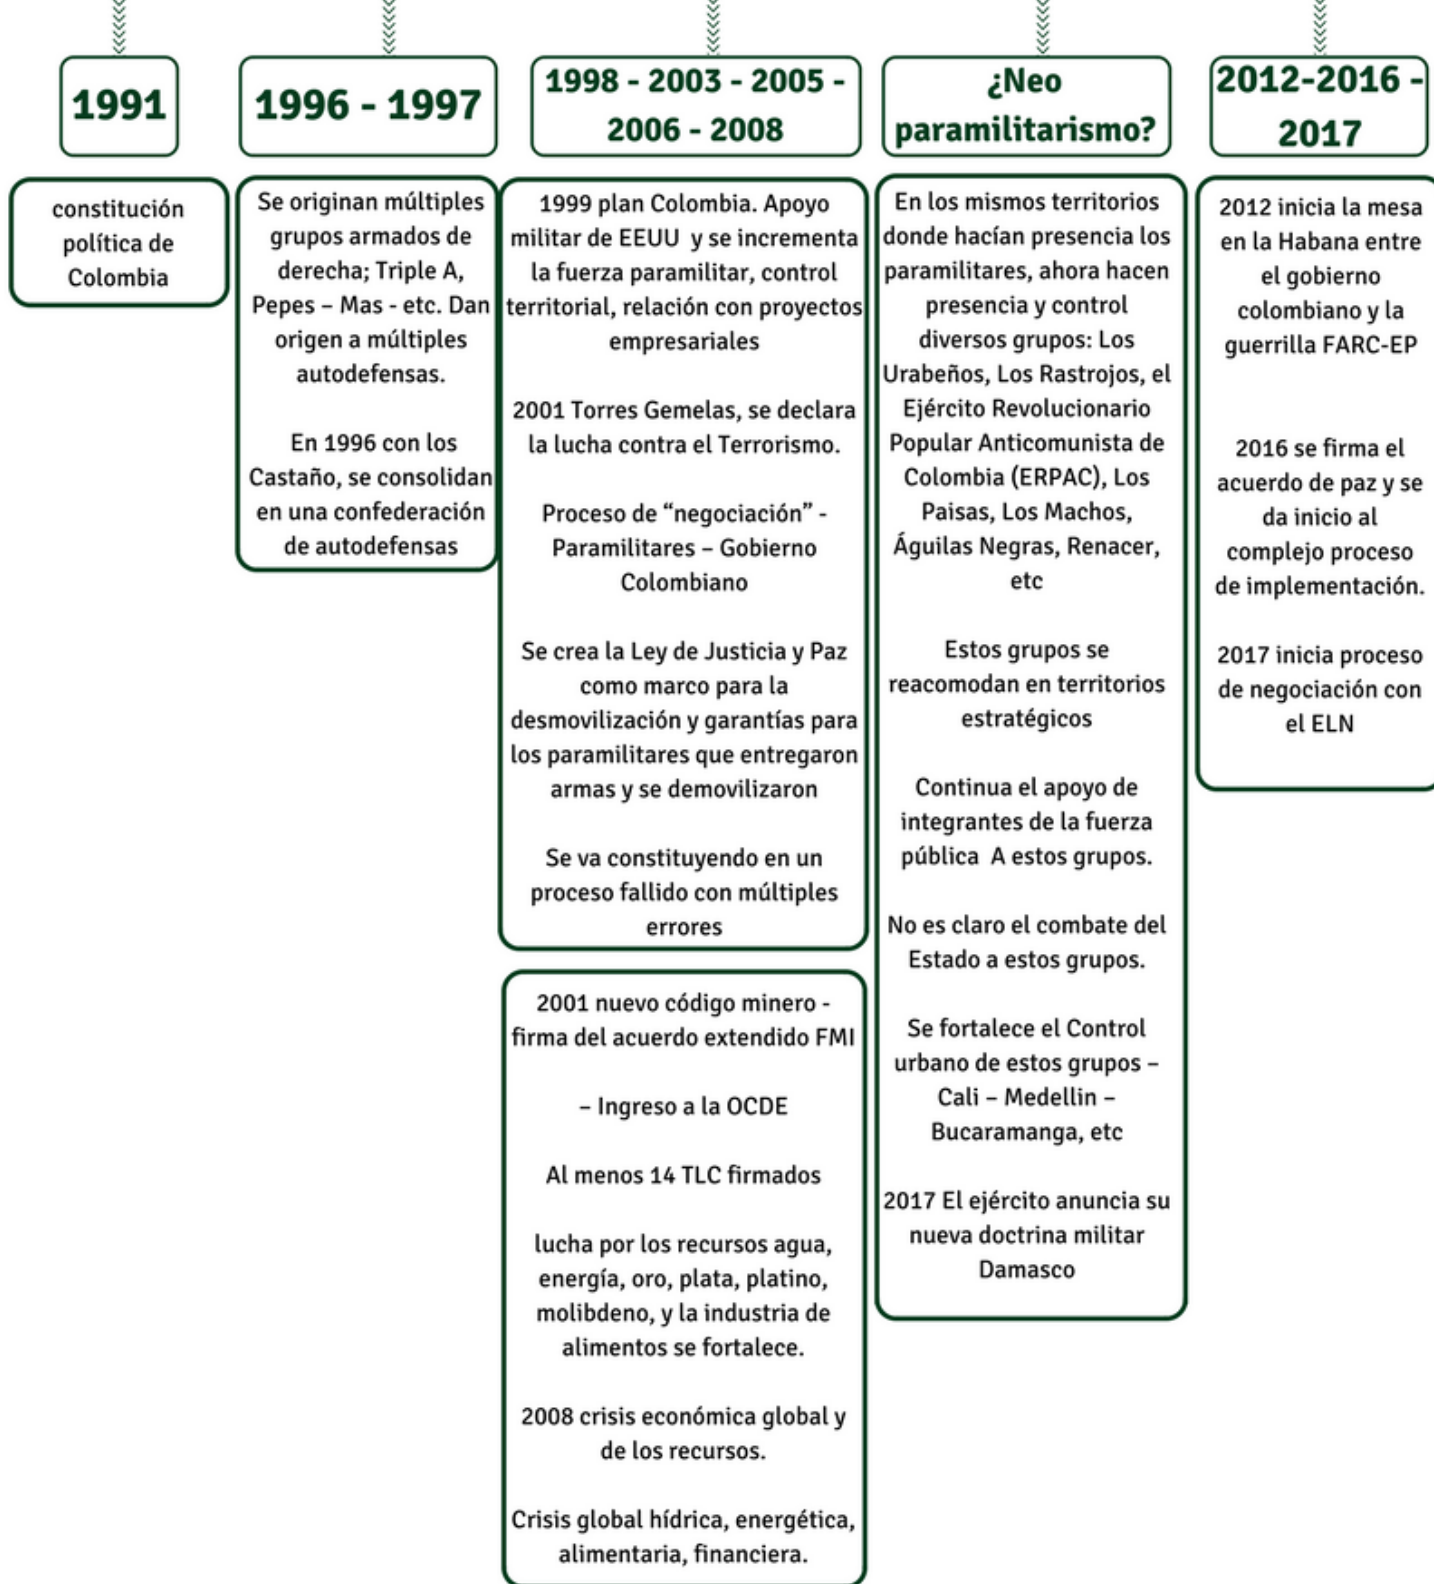 1991
constitución
política de
Colombia
1996 - 1997
Se originan múltiples
grupos armados de
derecha; Triple A,
Pepes – Mas - etc. Dan
origen a múltiples
autodefensas.
En 1996 con los
Castaño, se consolidan
en una confederación
de autodefensas
1998 - 2003 - 2005 -
2006 - 2008
1999 plan Colombia. Apoyo
militar de EEUU y se incrementa
la fuerza paramilitar, control
territorial, relación con proyectos
empresariales
2001 Torres Gemelas, se declara
la lucha contra el Terrorismo.
Proceso de “negociación” -
Paramilitares – Gobierno
Colombiano
Se crea la Ley de Justicia y Paz
como marco para la
desmovilización y garantías para
los paramilitares que entregaron
armas y se demovilizaron
Se va constituyendo en un
proceso fallido con múltiples
errores
2001 nuevo código minero -
firma del acuerdo extendido FMI
– Ingreso a la OCDE
Al menos 14 TLC firmados
lucha por los recursos agua,
energía, oro, plata, platino,
molibdeno, y la industria de
alimentos se fortalece.
2008 crisis económica global y
de los recursos.
Crisis global hídrica, energética,
alimentaria, financiera.
¿Neo
paramilitarismo?
En los mismos territorios
donde hacían presencia los
paramilitares, ahora hacen
presencia y control
diversos grupos: Los
Urabeños, Los Rastrojos, el
Ejército Revolucionario
Popular Anticomunista de
Colombia (ERPAC), Los
Paisas, Los Machos,
Águilas Negras, Renacer,
etc
Estos grupos se
reacomodan en territorios
estratégicos
Continua el apoyo de
integrantes de la fuerza
pública A estos grupos.
No es claro el combate del
Estado a estos grupos.
Se fortalece el Control
urbano de estos grupos –
Cali – Medellin –
Bucaramanga, etc
2017 El ejército anuncia su
nueva doctrina militar
Damasco
2012-2016 -
2017
2012 inicia la mesa
en la Habana entre
el gobierno
colombiano y la
guerrilla FARC-EP
2016 se firma el
acuerdo de paz y se
da inicio al
complejo proceso
de implementación.
2017 inicia proceso
de negociación con
el ELN